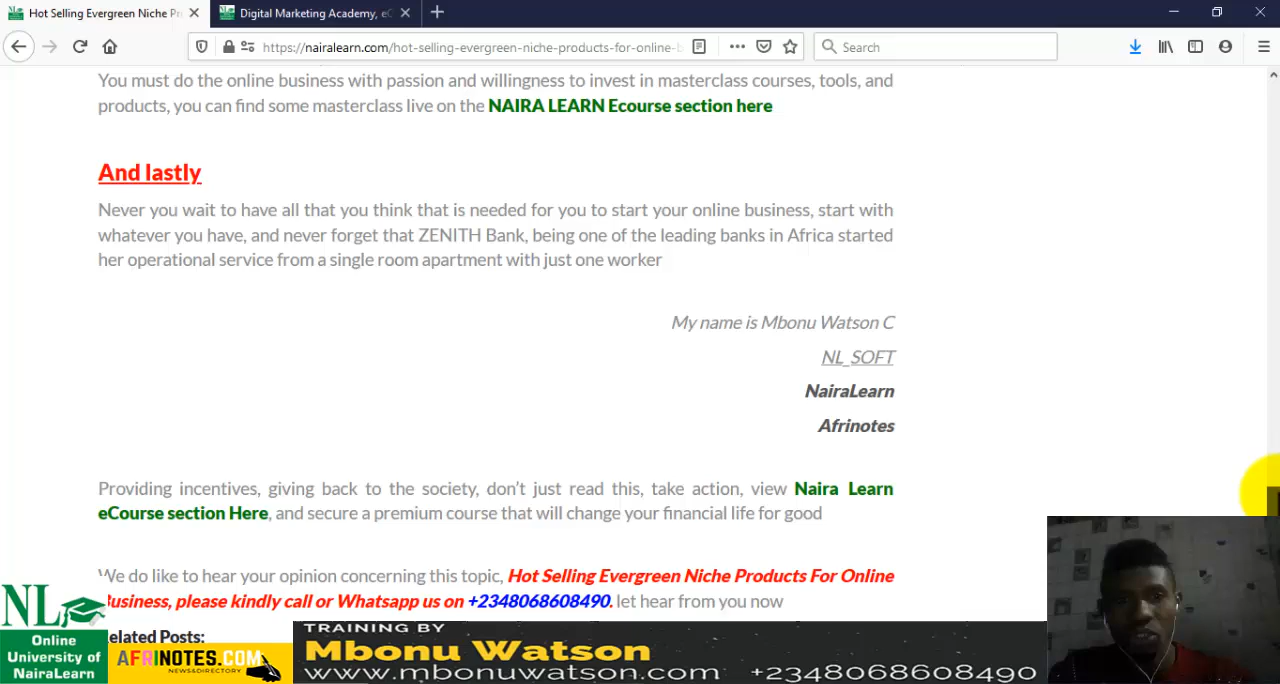 Hot Selling Evergreen Niche Pr
Digital Marketing Academy, eC
https://nairalearn.com/hot-selling-evergreen-niche-products-for-online-b
Search
You must do the online business with passion and willingness to invest in masterclass courses, tools, and
products, you can find some masterclass live on the NAIRA LEARN Ecourse section here
And lastly
Never you wait to have all that you think that is needed for you to start your online business, start with
whatever you have, and never forget that ZENITH Bank, being one of the leading banks in Africa started
her operational service from a single room apartment with just one worker
My name is Mbonu Watson C
NL_SOFT
NairaLearn
Afrinotes
Providing incentives, giving back to the society, don't just read this, take action, view Naira Learn
eCourse section Here, and secure a premium course that will change your financial life for good
We do like to hear your opinion concerning this topic, Hot Selling Evergreen Niche Products For Online
Business, please kindly call or Whatsapp us on +2348068608490. let hear from you now
Related Posts:
NL
Online
University of
NairaLearn
AFRINOTES.COM
NEWS&DIRECTORY
TRAINING BY
Mbonu Watson
www.mbonuwatson.com +2348068608490